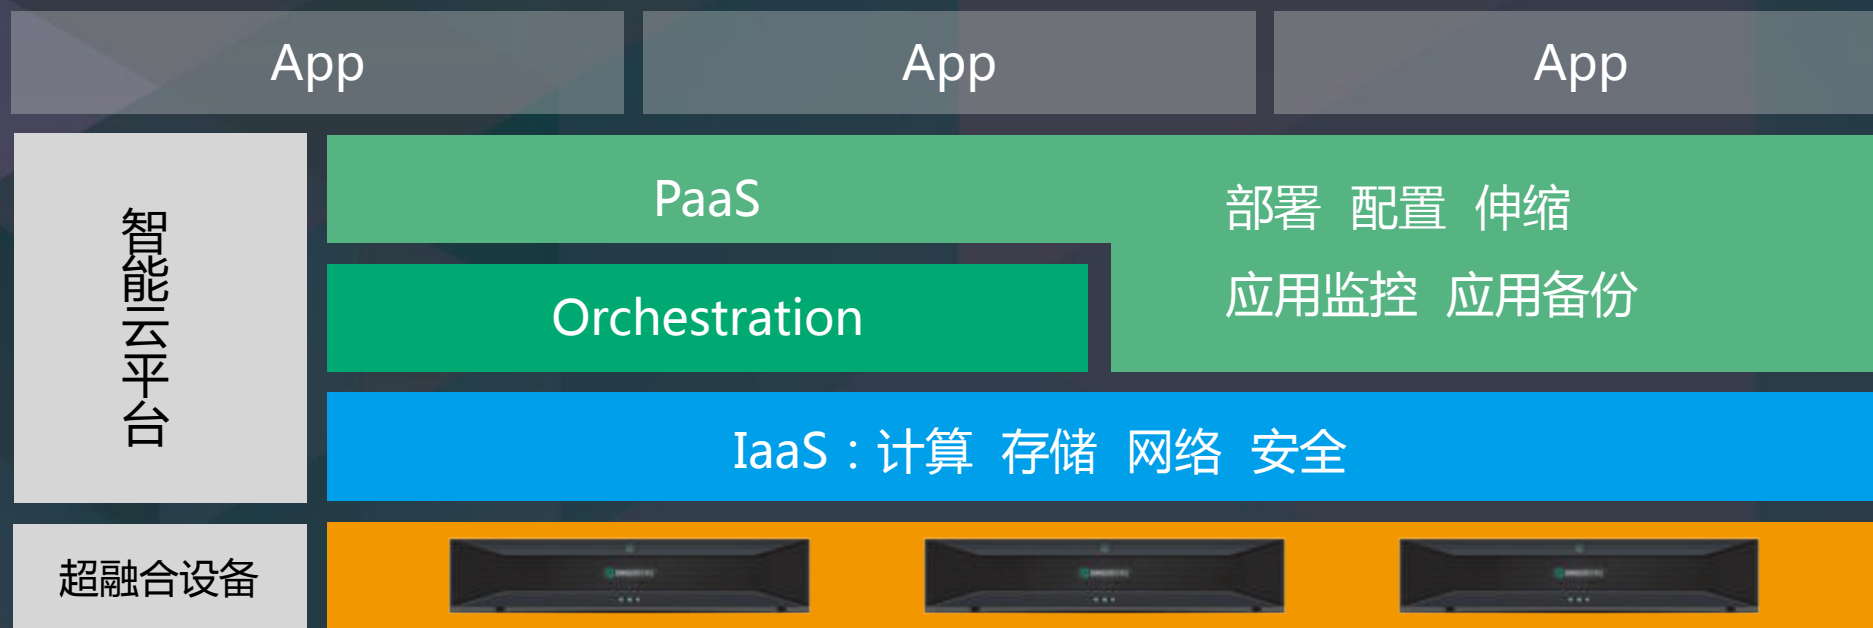 App
App
App
智能云平台
PaaS
部署 配置 伸缩
应用监控 应用备份
Orchestration
IaaS：计算 存储 网络 安全
超融合设备